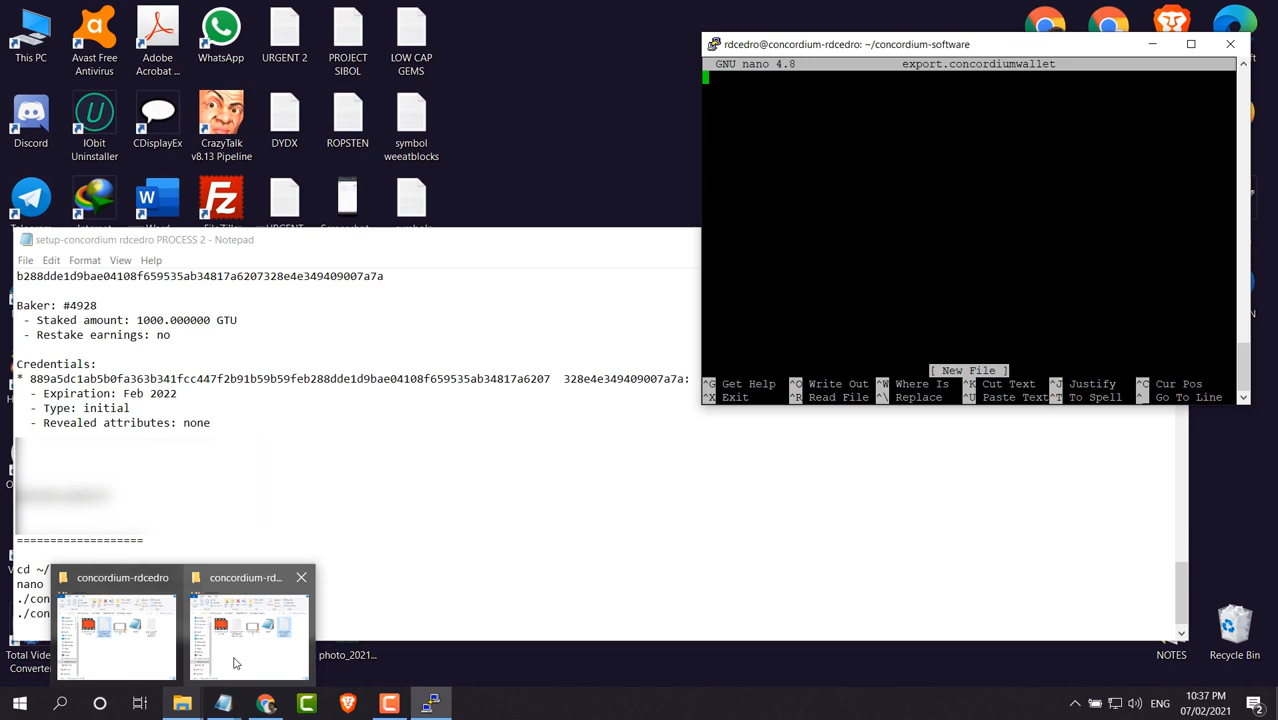 This PC
Avast Free
Antivirus
Adobe
Acrobat ...
WhatsApp
URGENT 2
PROJECT
SIBOL
LOW CAP
GEMS
Discord
IObit
Uninstaller
CDisplayEx
CrazyTalk
v8.13 Pipeline
DYDX
ROPSTEN
symbol
weeatblocks
rdcedro@concordium-rdcedro: ~/concordium-software
GNU nano 4.8
export.concordiumwallet
[ New File ]
^G Get Help ^O Write Out ^W Where Is ^K Cut Text ^J Justify ^C Cur Pos
^X Exit ^R Read File ^\ Replace ^U Paste Text ^T To Spell ^_ Go To Line
setup-concordium rdcedro PROCESS 2 - Notepad
File Edit Format View Help
b288dde1d9bae04108f659535ab34817a6207328e4e349409007a7a
Baker: #4928
- Staked amount: 1000.000000 GTU
- Restake earnings: no
Credentials:
* 889a5dc1ab5b0fa363b341fcc447f2b91b59b59feb288dde1d9bae04108f659535ab34817a6207 328e4e349409007a7a:
- Expiration: Feb 2022
- Type: initial
- Revealed attributes: none
===================
cd ~/
nano
./con
./con
concordium-rdcedro
concordium-rd...
Total Video
Converter
photo_2021...
NOTES
Recycle Bin
ENG
10:37 PM
07/02/2021
2